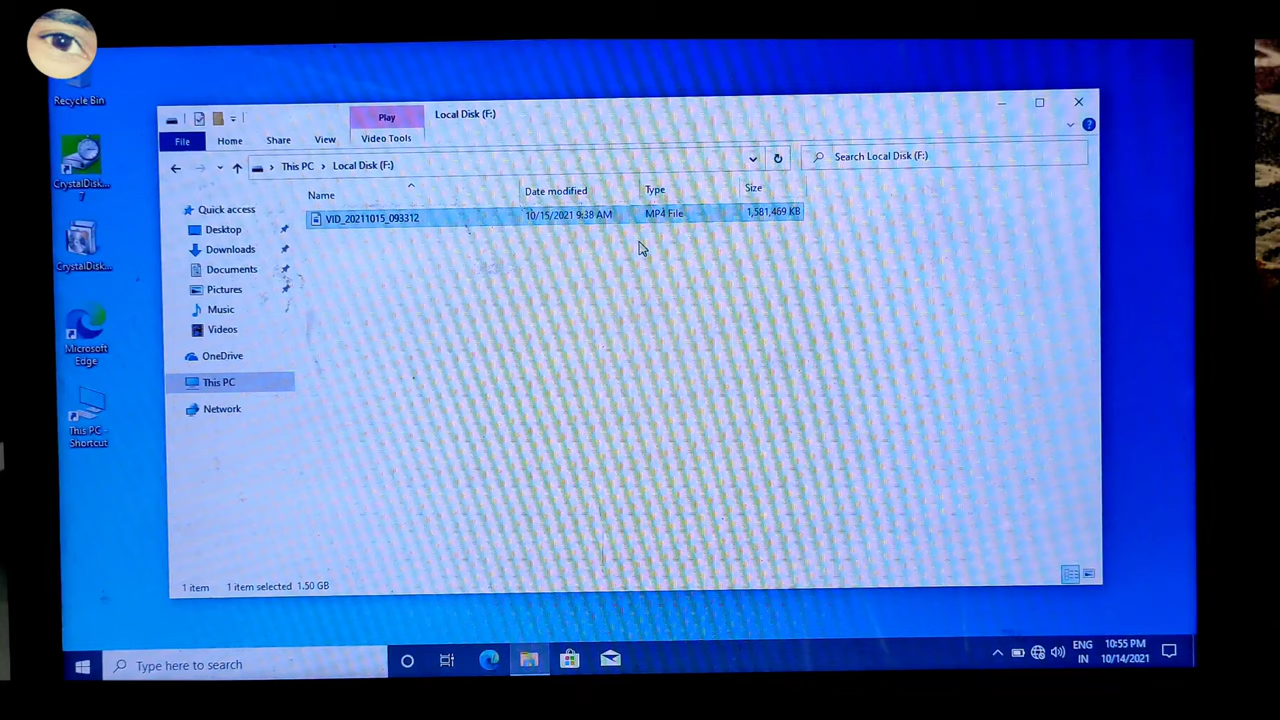 Recycle Bin
CrystalDisk...
7
CrystalDisk...
Microsoft
Edge
This PC -
Shortcut
Play
Local Disk (F:)
File
Home
Share
View
Video Tools
This PC
Local Disk (F:)
Search Local Disk (F:)
Name
Date modified
Type
Size
VID_20211015_093312
10/15/2021 9:38 AM
MP4 File
1,581,469 KB
Quick access
Desktop
Downloads
Documents
Pictures
Music
Videos
OneDrive
This PC
Network
1 item
1 item selected 1.50 GB
Type here to search
ENG
IN
10:55 PM
10/14/2021